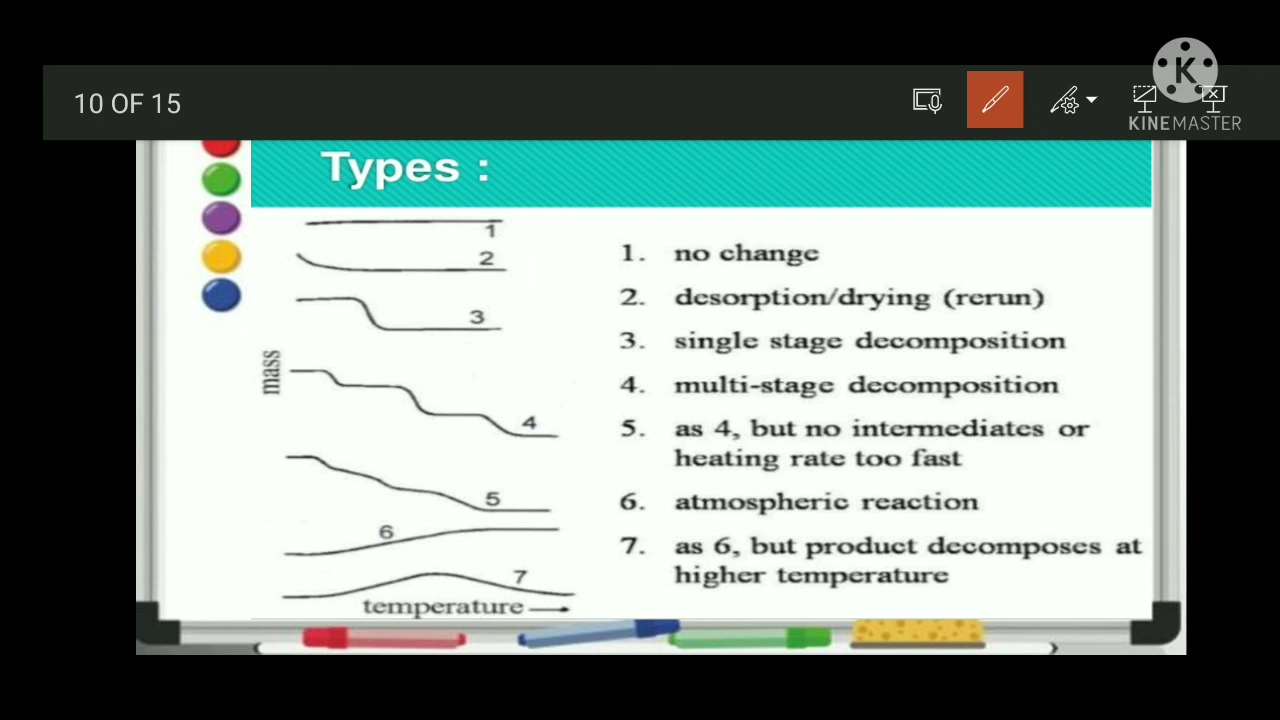 10 OF 15
K
KINEMASTER
Types :
1
2
3
4
5
6
7
mass
temperature
1. no change
2. desorption/drying (rerun)
3. single stage decomposition
4. multi-stage decomposition
5. as 4, but no intermediates or
heating rate too fast
6. atmospheric reaction
7. as 6, but product decomposes at
higher temperature